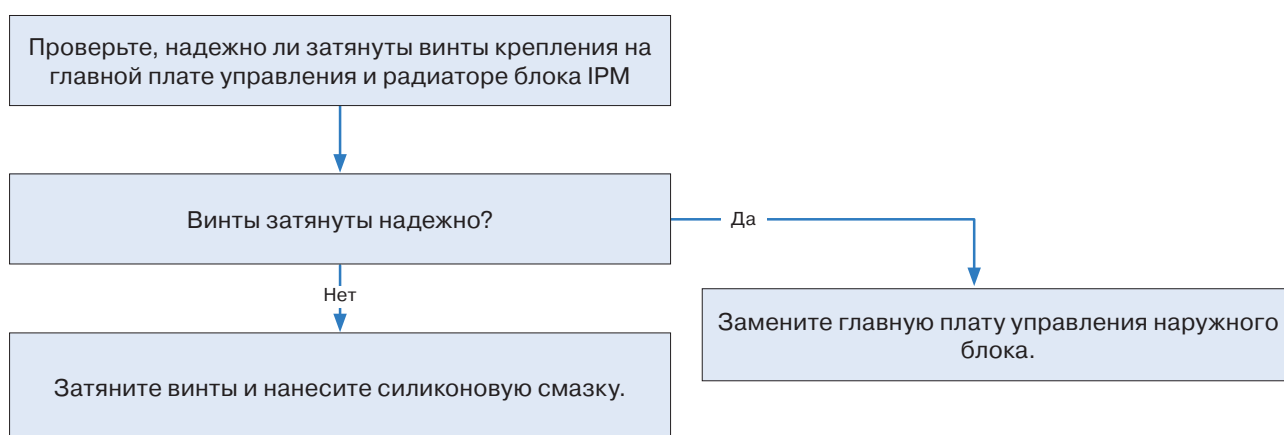 Проверьте, надежно ли затянуты винты крепления на
главной плате управления и радиаторе блока IPM
Винты затянуты надежно?
Да
Нет
Замените главную плату управления наружного
блока.
Затяните винты и нанесите силиконовую смазку.